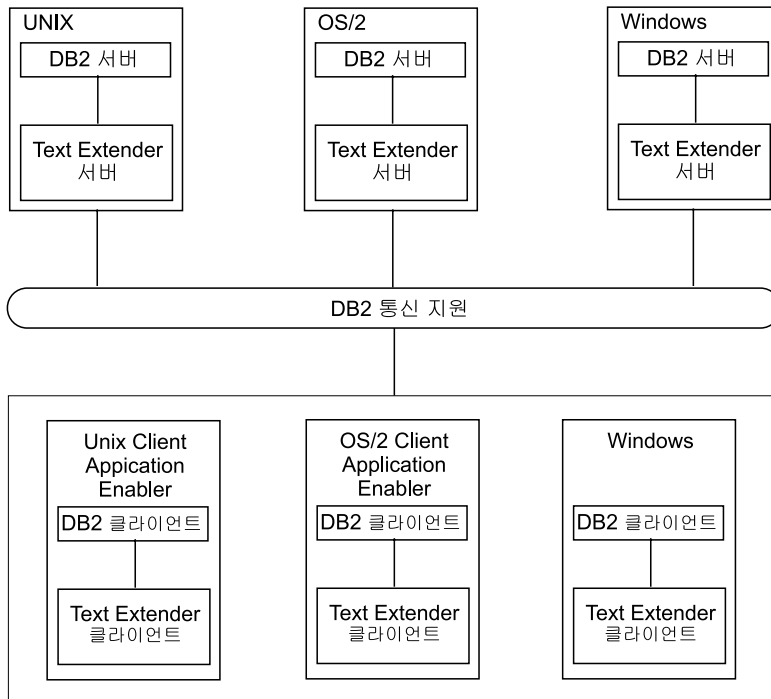 UNIX
DB2 서버
Text Extender
서버
OS/2
DB2 서버
Text Extender
서버
Windows
DB2 서버
Text Extender
서버
DB2 통신 지원
Unix Client
Appication
Enabler
DB2 클라이언트
Text Extender
클라이언트
OS/2 Client
Application
Enabler
DB2 클라이언트
Text Extender
클라이언트
Windows
DB2 클라이언트
Text Extender
클라이언트